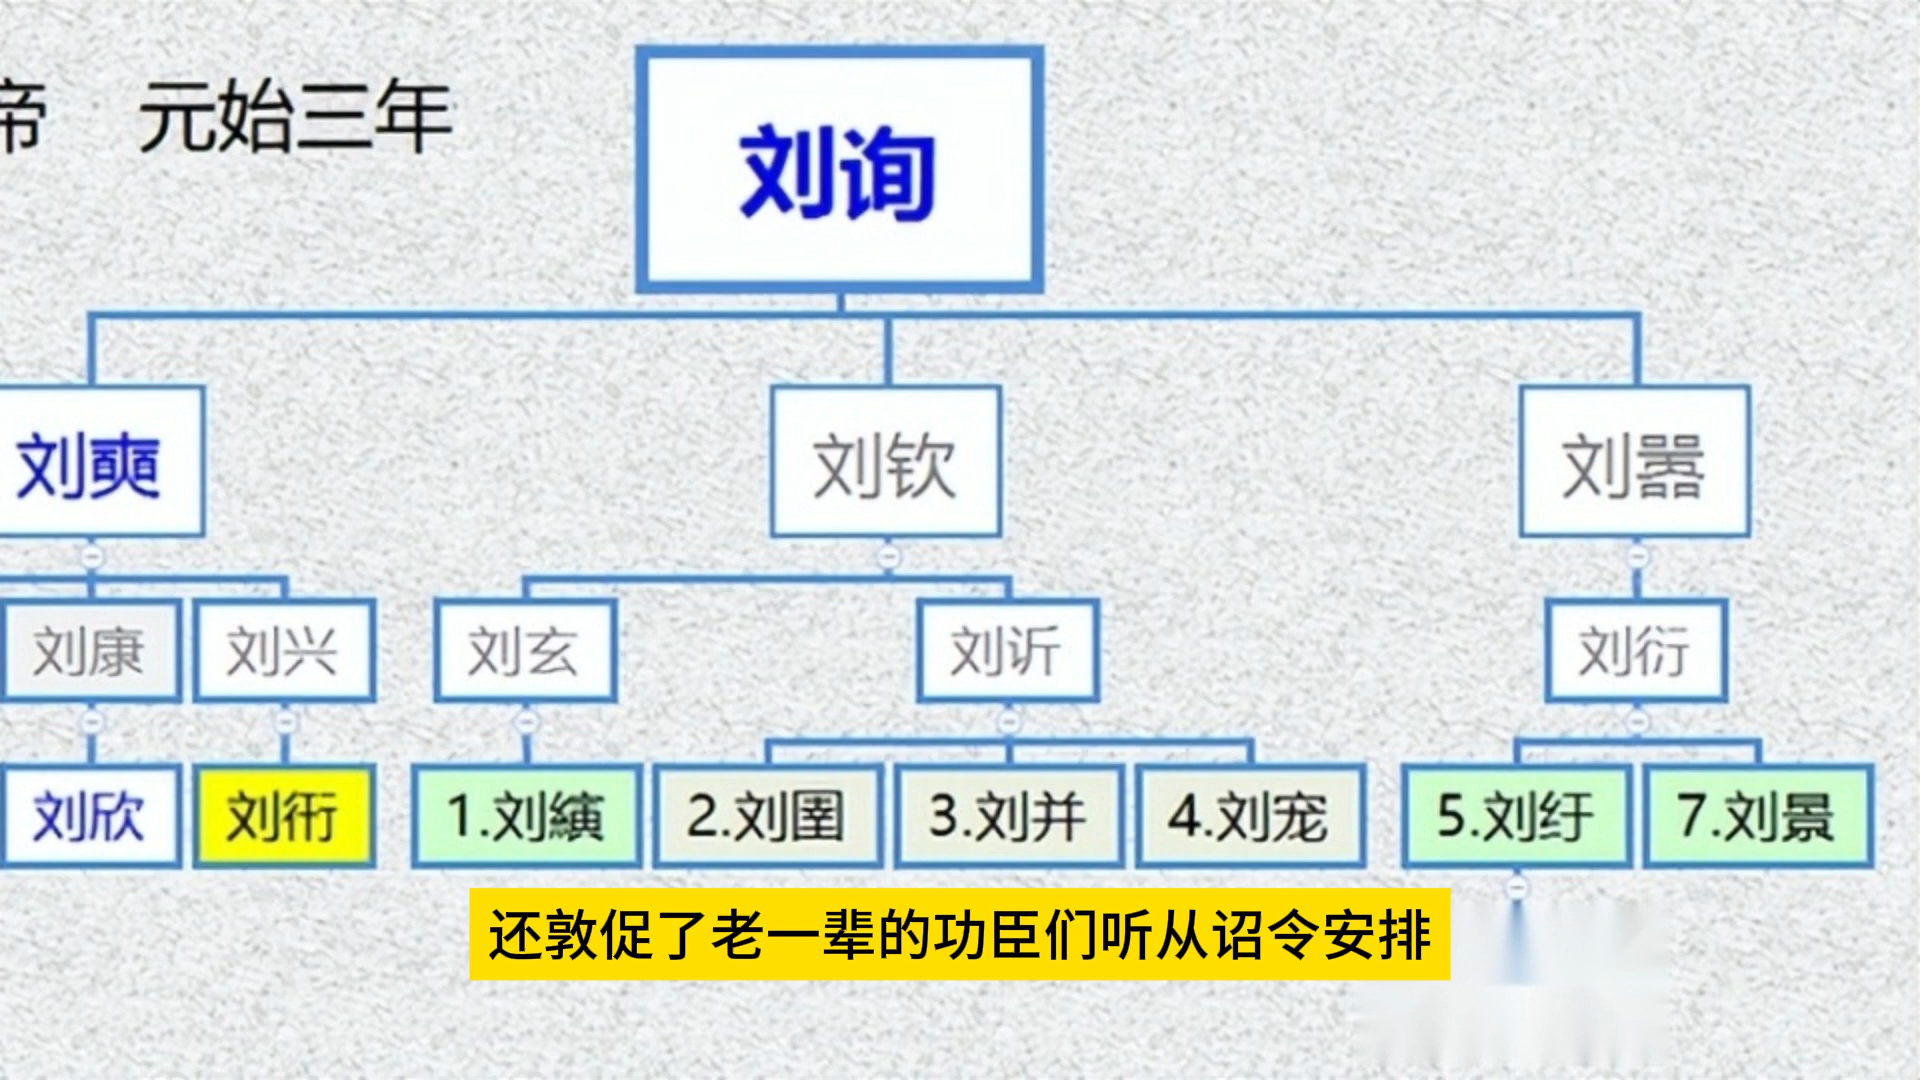 帝 元始三年
刘询
刘奭 刘钦 刘嚣
刘康 刘兴 刘玄 刘䜣 刘衍
刘欣 刘衎 1.刘縯 2.刘圉 3.刘并 4.刘宠 5.刘纡 7.刘景
还敦促了老一辈的功臣们听从诏令安排